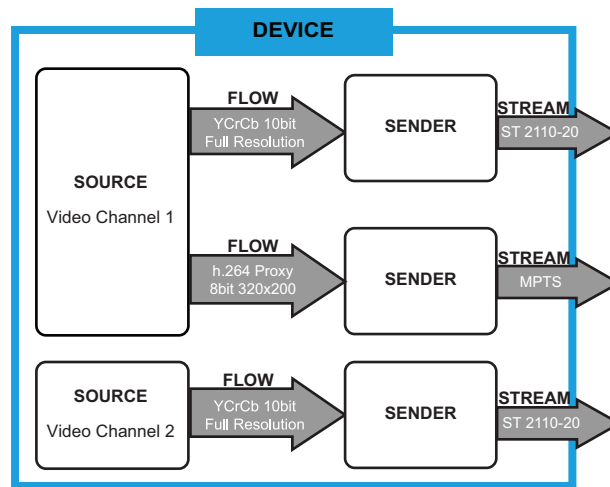 DEVICE
FLOW
YCrCb 10bit
Full Resolution
SENDER
STREAM
ST 2110-20
SOURCE
Video Channel 1
FLOW
h.264 Proxy
8bit 320x200
SENDER
STREAM
MPTS
SOURCE
Video Channel 2
FLOW
YCrCb 10bit
Full Resolution
SENDER
STREAM
ST 2110-20